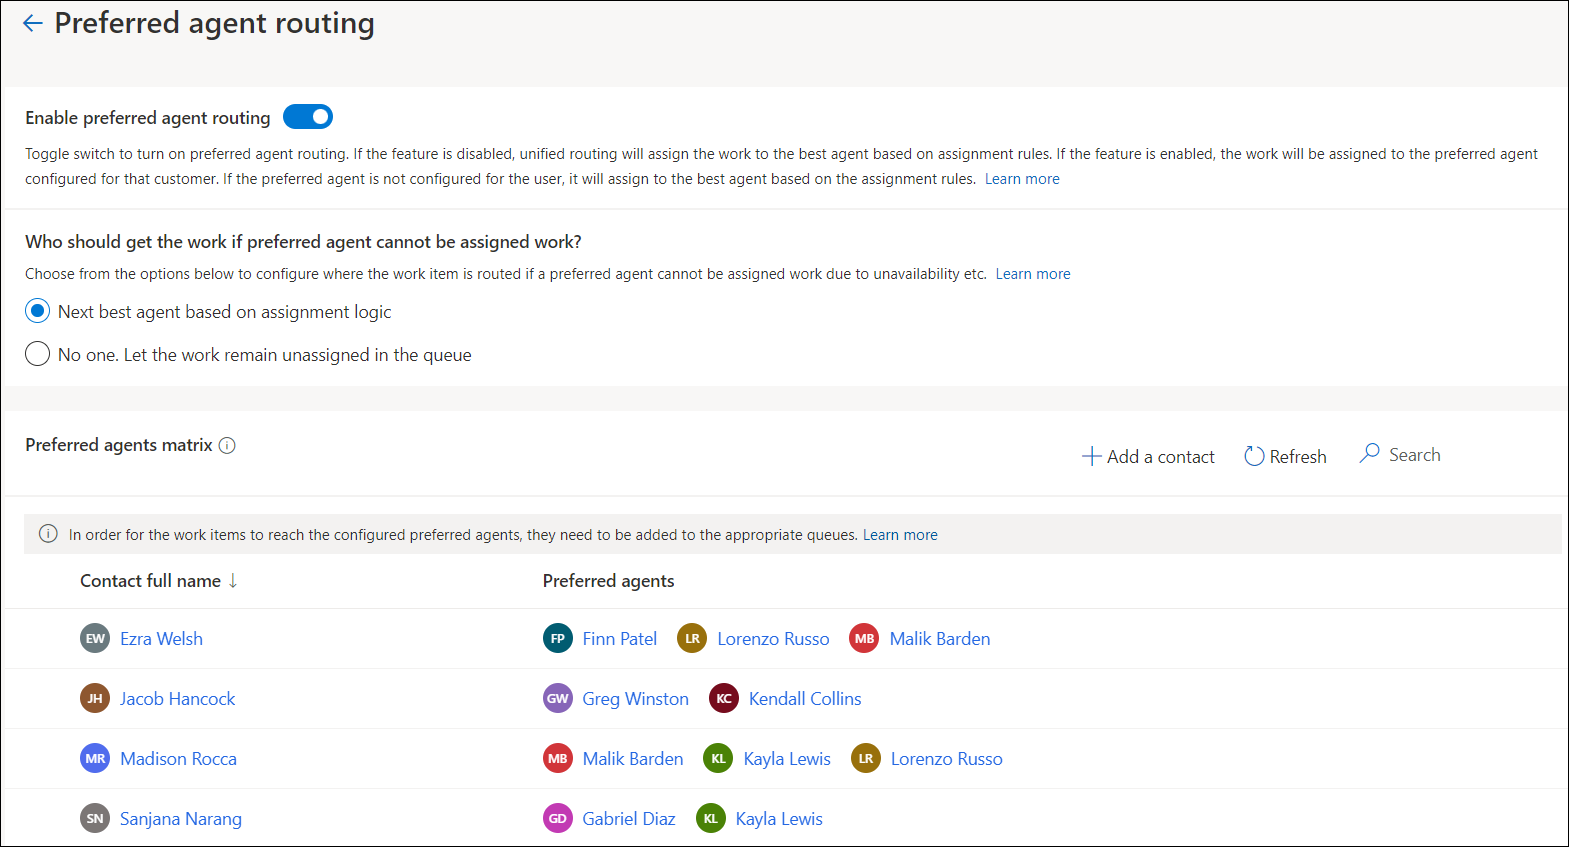 Preferred agent routing
Enable preferred agent routing
Toggle switch to turn on preferred agent routing. If the feature is disabled, unified routing will assign the work to the best agent based on assignment rules. If the feature is enabled, the work will be assigned to the preferred agent
configured for that customer. If the preferred agent is not configured for the user, it will assign to the best agent based on the assignment rules. Learn more
Who should get the work if preferred agent cannot be assigned work?
Choose from the options below to configure where the work item is routed if a preferred agent cannot be assigned work due to unavailability etc. Learn more
Next best agent based on assignment logic
No one. Let the work remain unassigned in the queue
Preferred agents matrix
Add a contact Refresh Search
In order for the work items to reach the configured preferred agents, they need to be added to the appropriate queues. Learn more
Contact full name Preferred agents
EW Ezra Welsh FP Finn Patel LR Lorenzo Russo MB Malik Barden
JH Jacob Hancock GW Greg Winston KC Kendall Collins
MR Madison Rocca MB Malik Barden KL Kayla Lewis LR Lorenzo Russo
SN Sanjana Narang GD Gabriel Diaz KL Kayla Lewis